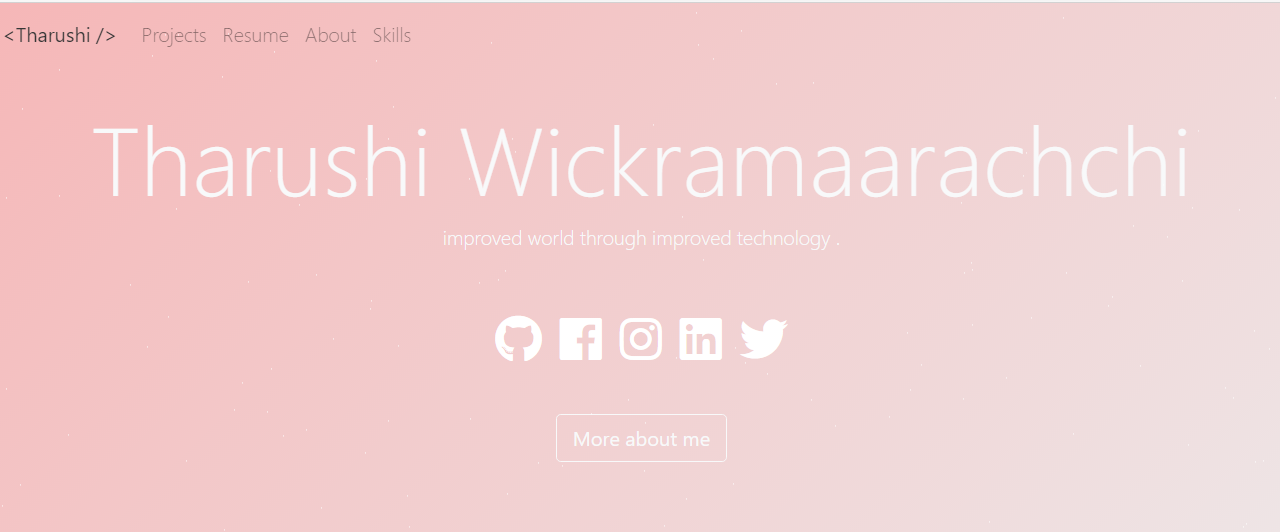 <Tharushi /> Projects Resume About Skills
Tharushi Wickramaarachchi
improved world through improved technology .
More about me